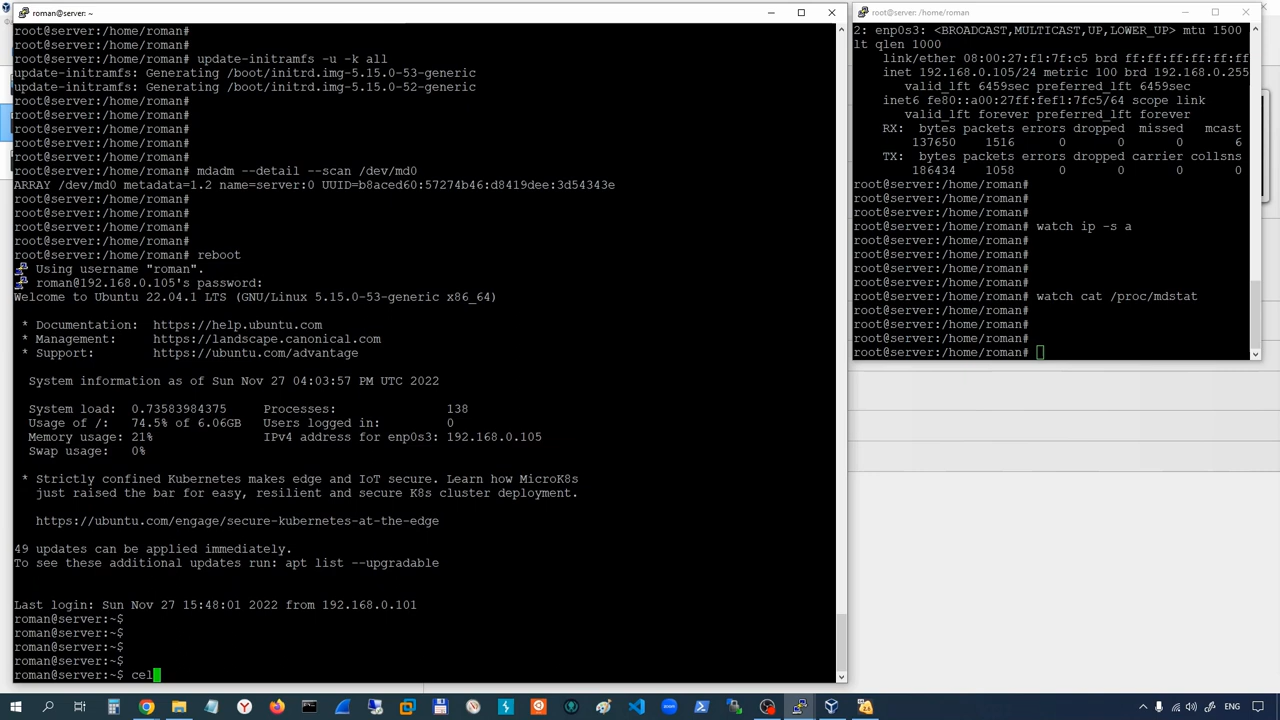 roman@server: ~
root@server:/home/roman#
root@server:/home/roman#
root@server:/home/roman# update-initramfs -u -k all
update-initramfs: Generating /boot/initrd.img-5.15.0-53-generic
update-initramfs: Generating /boot/initrd.img-5.15.0-52-generic
root@server:/home/roman#
root@server:/home/roman#
root@server:/home/roman#
root@server:/home/roman#
root@server:/home/roman#
root@server:/home/roman# mdadm --detail --scan /dev/md0
ARRAY /dev/md0 metadata=1.2 name=server:0 UUID=b8aced60:57274b46:d8419dee:3d54343e
root@server:/home/roman#
root@server:/home/roman#
root@server:/home/roman#
root@server:/home/roman#
root@server:/home/roman# reboot
Using username "roman".
roman@192.168.0.105's password:
Welcome to Ubuntu 22.04.1 LTS (GNU/Linux 5.15.0-53-generic x86_64)
* Documentation: https://help.ubuntu.com
* Management: https://landscape.canonical.com
* Support: https://ubuntu.com/advantage
System information as of Sun Nov 27 04:03:57 PM UTC 2022
System load: 0.73583984375 Processes: 138
Usage of /: 74.5% of 6.06GB Users logged in: 0
Memory usage: 21% IPv4 address for enp0s3: 192.168.0.105
Swap usage: 0%
* Strictly confined Kubernetes makes edge and IoT secure. Learn how MicroK8s
just raised the bar for easy, resilient and secure K8s cluster deployment.
https://ubuntu.com/engage/secure-kubernetes-at-the-edge
49 updates can be applied immediately.
To see these additional updates run: apt list --upgradable
Last login: Sun Nov 27 15:48:01 2022 from 192.168.0.101
roman@server:~$
roman@server:~$
roman@server:~$
roman@server:~$
roman@server:~$ cel
root@server: /home/roman
2: enp0s3: <BROADCAST,MULTICAST,UP,LOWER_UP> mtu 1500
lt qlen 1000
link/ether 08:00:27:f1:7f:c5 brd ff:ff:ff:ff:ff:ff
inet 192.168.0.105/24 metric 100 brd 192.168.0.255
valid_lft 6459sec preferred_lft 6459sec
inet6 fe80::a00:27ff:fef1:7fc5/64 scope link
valid_lft forever preferred_lft forever
RX: bytes packets errors dropped missed mcast
137650 1516 0 0 0 6
TX: bytes packets errors dropped carrier collsns
186434 1058 0 0 0 0
root@server:/home/roman#
root@server:/home/roman#
root@server:/home/roman#
root@server:/home/roman# watch ip -s a
root@server:/home/roman#
root@server:/home/roman#
root@server:/home/roman#
root@server:/home/roman#
root@server:/home/roman# watch cat /proc/mdstat
root@server:/home/roman#
root@server:/home/roman#
root@server:/home/roman#
root@server:/home/roman#
ENG